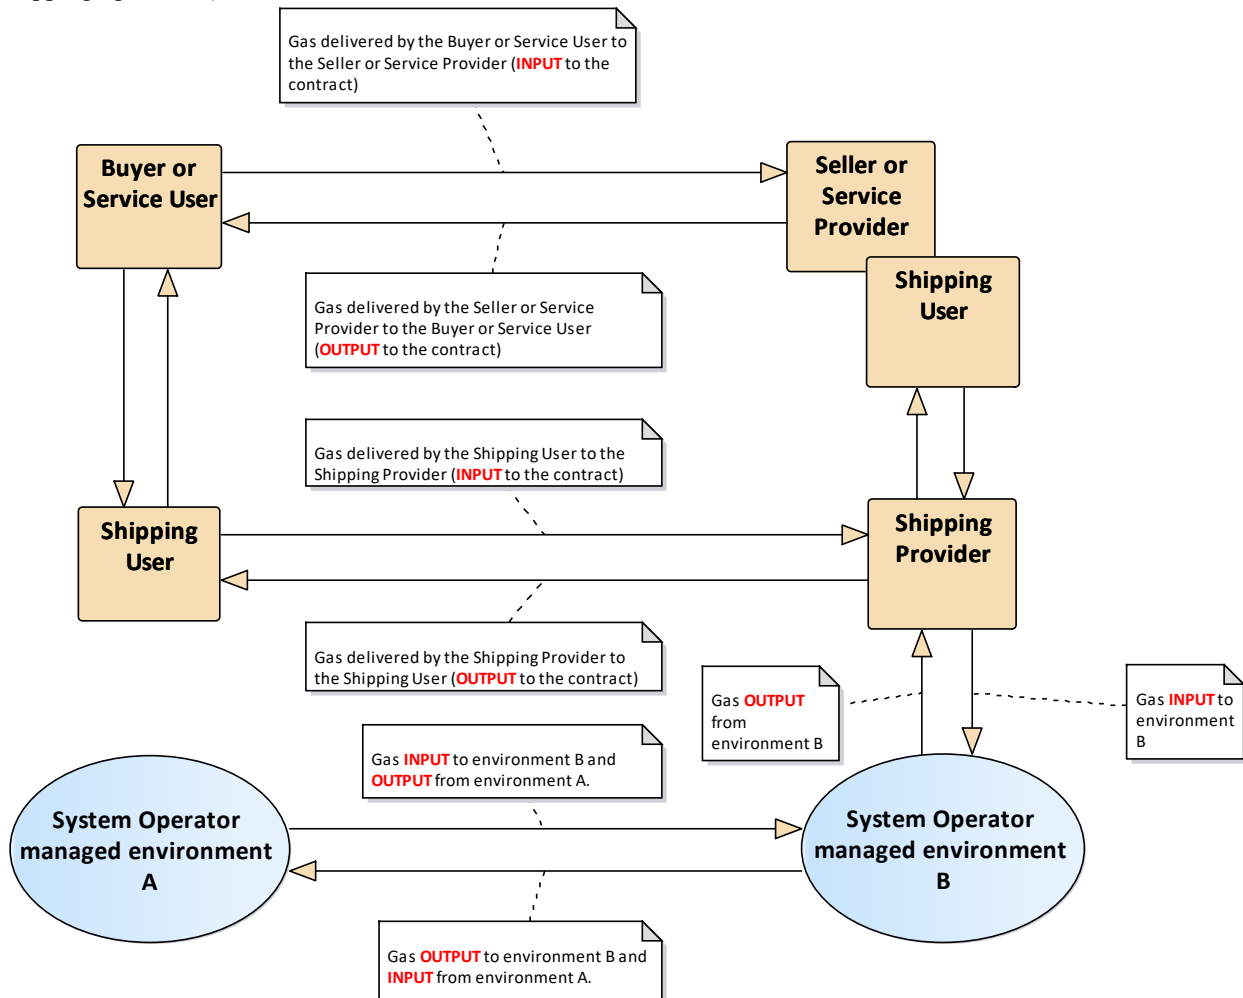 Gas delivered by the Buyer or Service User to
the Seller or Service Provider (INPUT to the
contract)
Buyer or
Service User
Seller or
Service
Provider
Shipping
User
Gas delivered by the Seller or Service
Provider to the Buyer or Service User
(OUTPUT to the contract)
Gas delivered by the Shipping User to the
Shipping Provider (INPUT to the contract)
Shipping
User
Shipping
Provider
Gas delivered by the Shipping Provider to
the Shipping User (OUTPUT to the contract)
Gas OUTPUT
from
environment B
Gas INPUT to
environment
B
Gas INPUT to environment B and
OUTPUT from environment A.
System Operator
managed environment
A
System Operator
managed environment
B
Gas OUTPUT to environment B and
INPUT from environment A.